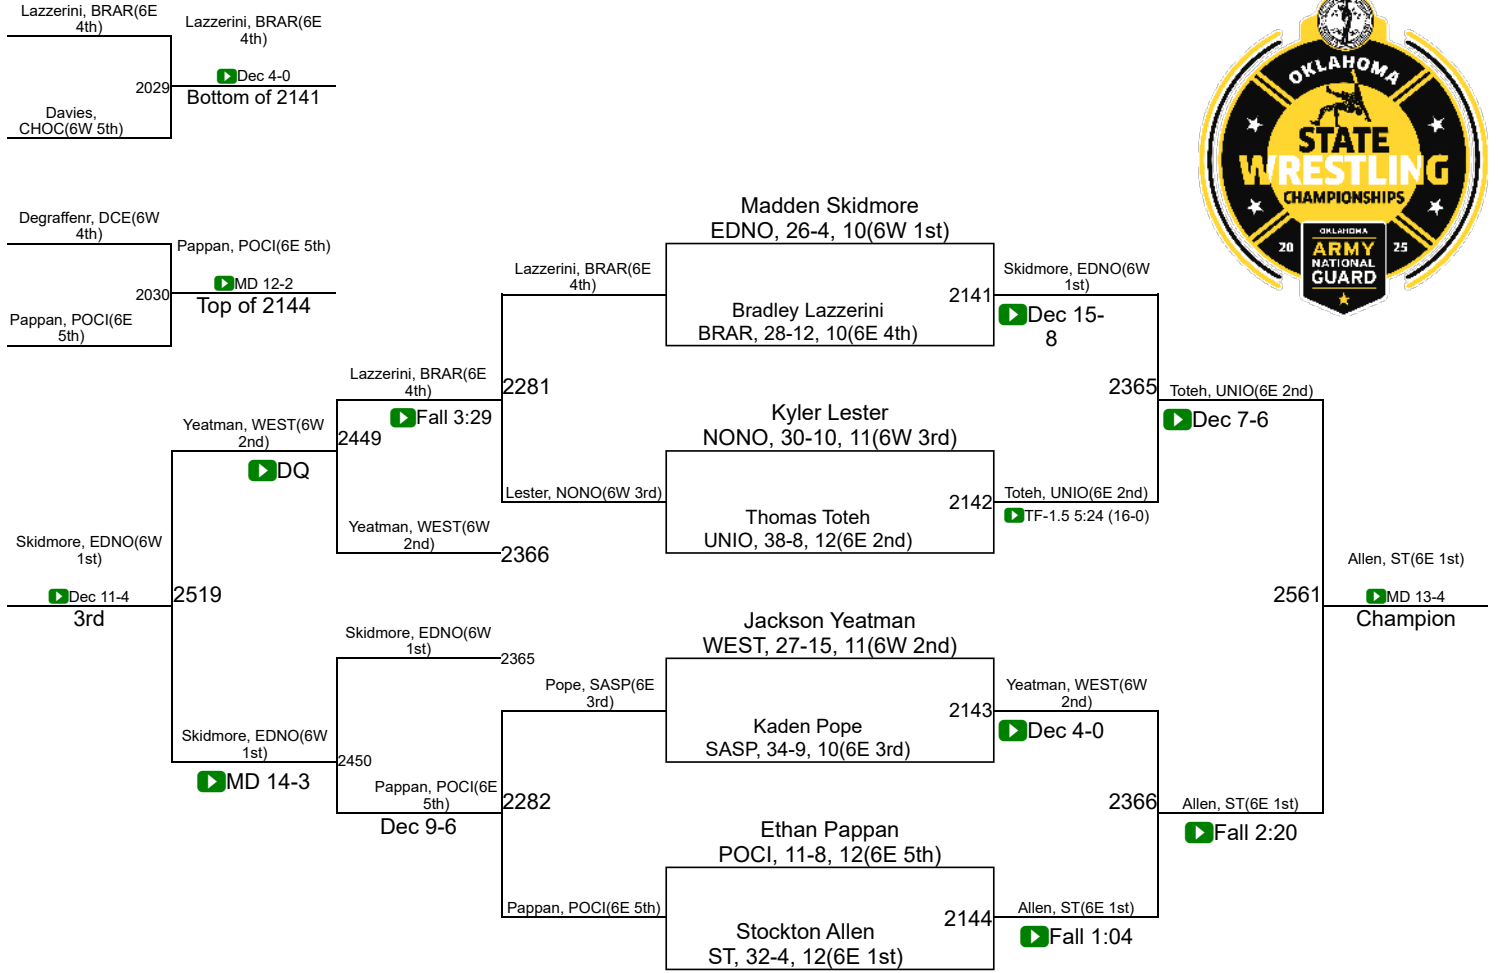 Lazzerini, BRAR(6E
4th)
Lazzerini, BRAR(6E
4th)
Dec 4-0
2029
Bottom of 2141
Davies,
CHOC(6W 5th)
Degraffenr, DCE(6W
4th)
Pappan, POCI(6E 5th)
MD 12-2
2030
Top of 2144
Pappan, POCI(6E
5th)
OKLAHOMA
STATE
WRESTLING
CHAMPIONSHIPS
20
25
OKLAHOMA
ARMY
NATIONAL
GUARD
Madden Skidmore
EDNO, 26-4, 10(6W 1st)
Lazzerini, BRAR(6E
4th)
2141
Skidmore, EDNO(6W
1st)
Dec 15-
8
Bradley Lazzerini
BRAR, 28-12, 10(6E 4th)
Lazzerini, BRAR(6E
4th)
Fall 3:29
2281
2365
Toteh, UNIO(6E 2nd)
Dec 7-6
Kyler Lester
NONO, 30-10, 11(6W 3rd)
Yeatman, WEST(6W
2nd)
DQ
2449
Lester, NONO(6W 3rd)
2142
Toteh, UNIO(6E 2nd)
TF-1.5 5:24 (16-0)
Thomas Toteh
UNIO, 38-8, 12(6E 2nd)
Yeatman, WEST(6W
2nd)
2366
Skidmore, EDNO(6W
1st)
Dec 11-4
3rd
2519
2561
Allen, ST(6E 1st)
MD 13-4
Champion
Jackson Yeatman
WEST, 27-15, 11(6W 2nd)
Skidmore, EDNO(6W
1st)
2365
Pope, SASP(6E
3rd)
2143
Yeatman, WEST(6W
2nd)
Dec 4-0
Kaden Pope
SASP, 34-9, 10(6E 3rd)
Skidmore, EDNO(6W
1st)
MD 14-3
2450
Pappan, POCI(6E
5th)
Dec 9-6
2282
2366
Allen, ST(6E 1st)
Fall 2:20
Ethan Pappan
POCI, 11-8, 12(6E 5th)
Pappan, POCI(6E 5th)
2144
Allen, ST(6E 1st)
Fall 1:04
Stockton Allen
ST, 32-4, 12(6E 1st)